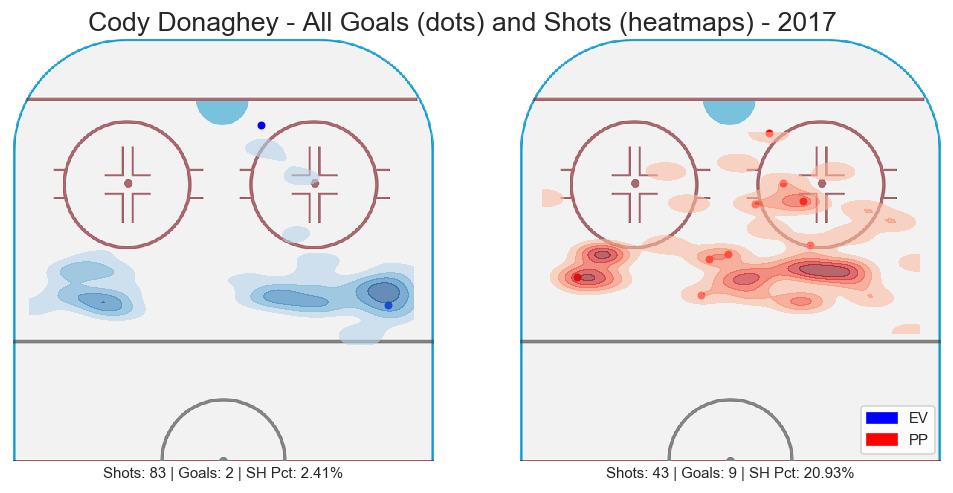 Cody Donaghey - All Goals (dots) and Shots (heatmaps) - 2017
EV
PP
Shots: 83 | Goals: 2 | SH Pct: 2.41%
Shots: 43 | Goals: 9 | SH Pct: 20.93%